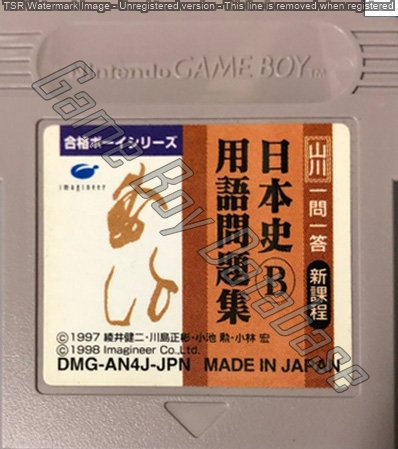 TSR Watermark Image - Unregistered version - This line is removed when registered
Nintendo GAME BOY TM
合格ボーイシリーズ
imagineer
山川 一問一答 新課程
日本史B
用語問題集
©1997 綾井健二・川島正彬・小池 勲・小林 宏
©1998 Imagineer Co.,Ltd.
DMG-AN4J-JPN MADE IN JAPAN
Game Boy Database